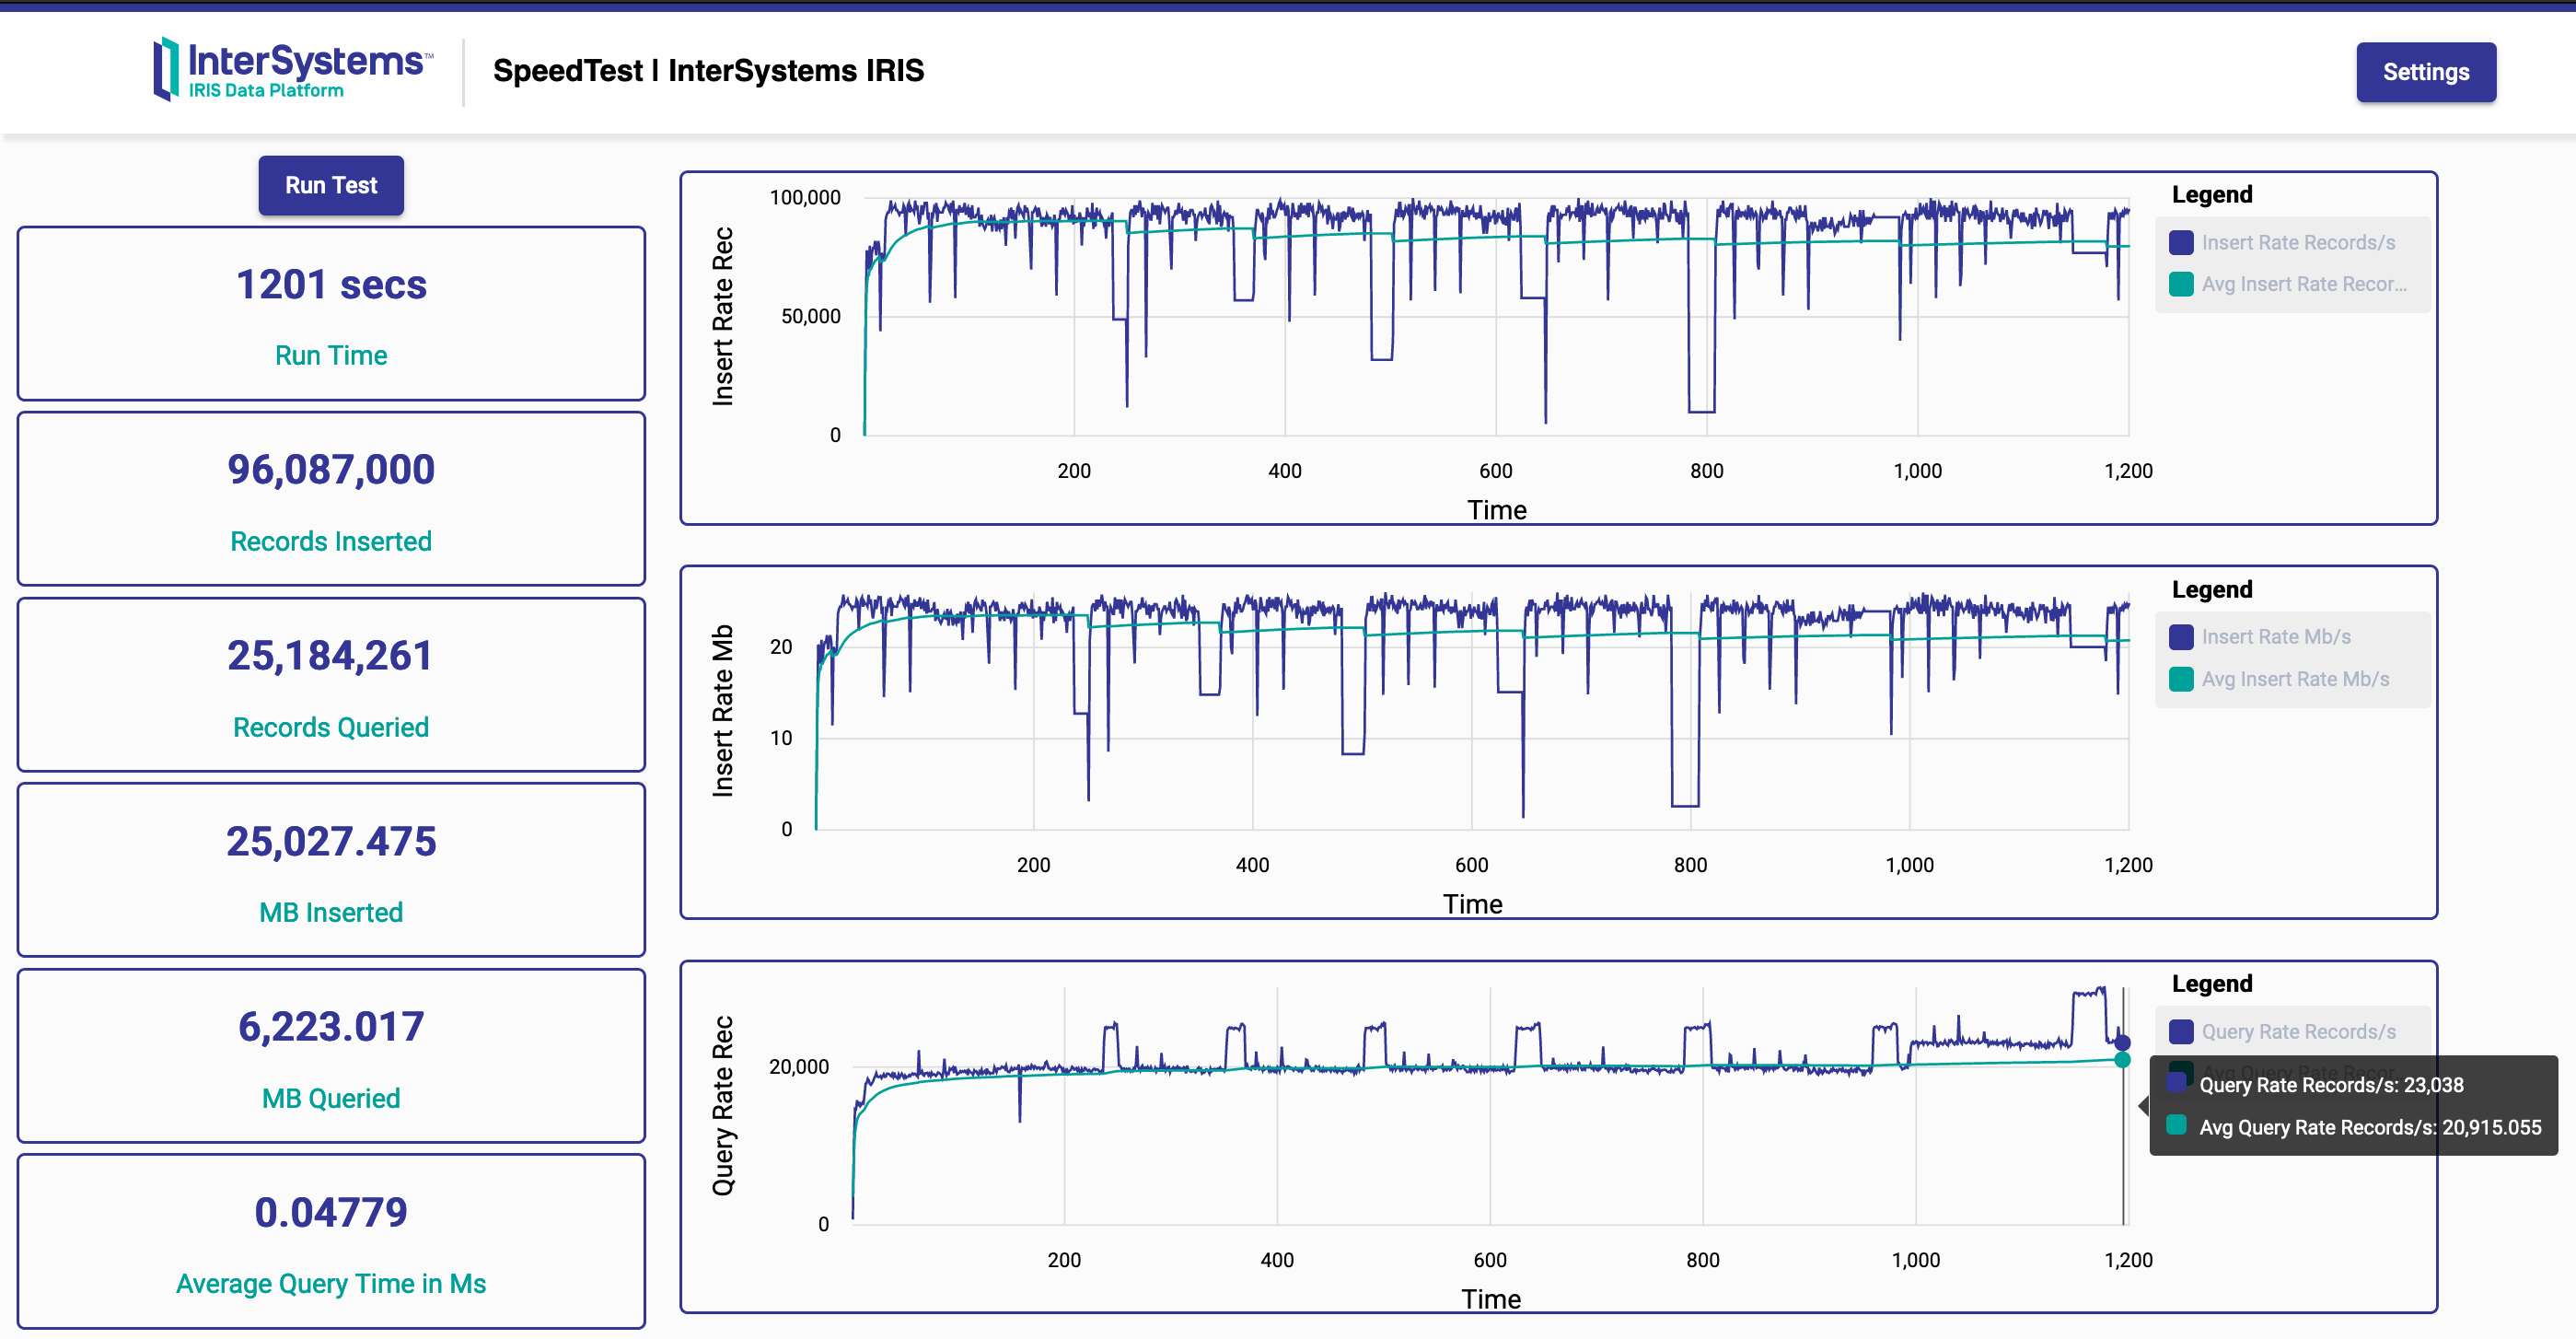 InterSystems™
IRIS Data Platform
SpeedTest | InterSystems IRIS
Settings
Run Test
1201 secs
Run Time
96,087,000
Records Inserted
25,184,261
Records Queried
25,027.475
MB Inserted
6,223.017
MB Queried
0.04779
Average Query Time in Ms
Insert Rate Rec
100,000
50,000
0
200 400 600 800 1,000 1,200
Time
Legend
Insert Rate Records/s
Avg Insert Rate Recor...
Insert Rate Mb
20
10
0
200 400 600 800 1,000 1,200
Time
Legend
Insert Rate Mb/s
Avg Insert Rate Mb/s
Query Rate Rec
20,000
0
200 400 600 800 1,000 1,200
Time
Legend
Query Rate Records/s
Avg Query Rate Recor
Query Rate Records/s: 23,038
Avg Query Rate Records/s: 20,915.055